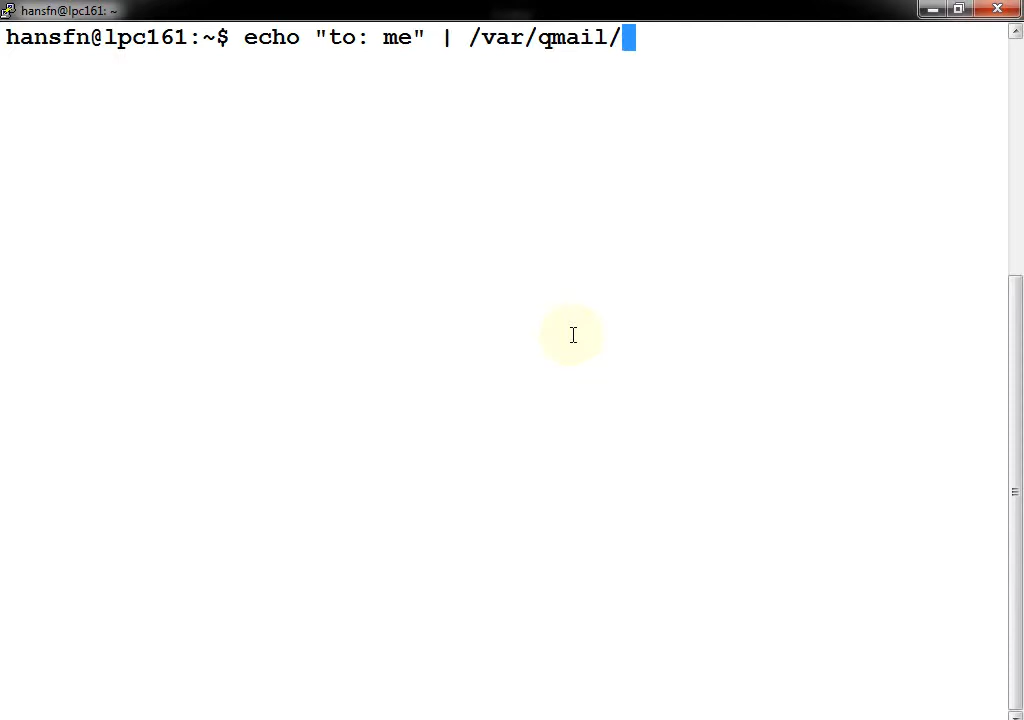 hansfn@lpc161: ~
hansfn@lpc161:~$ echo "to: me" | /var/qmail/